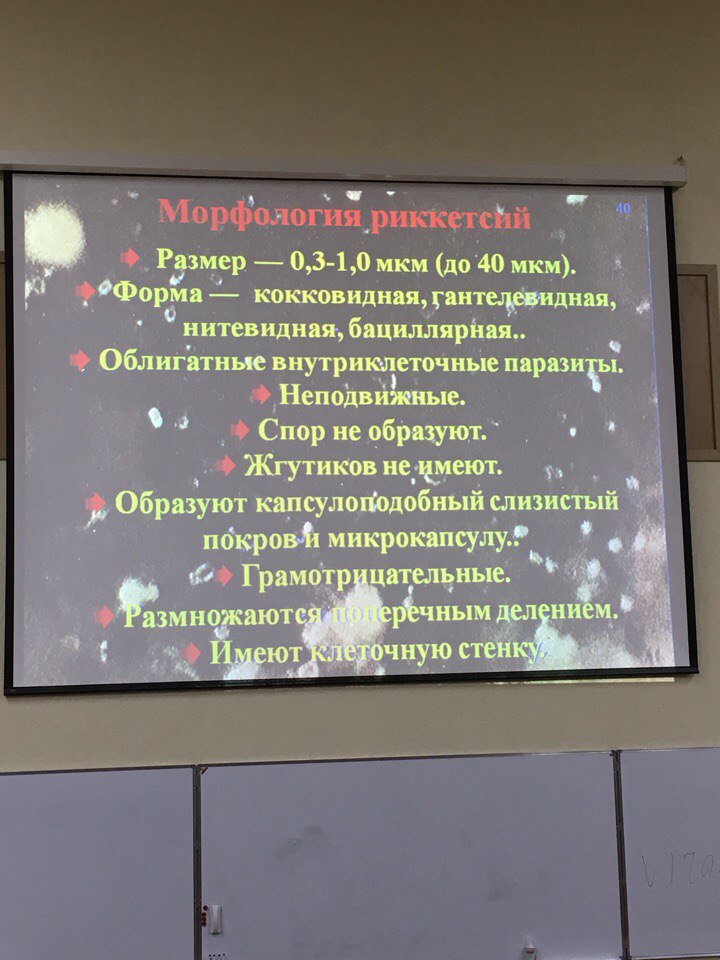 Морфология риккетсий
40
Размер — 0,3-1,0 мкм (до 40 мкм).
Форма — кокковидная, гантелевидная,
нитевидная, бациллярная..
Облигатные внутриклеточные паразиты.
Неподвижные.
Спор не образуют.
Жгутиков не имеют.
Образуют капсулоподобный слизистый
покров и микрокапсулу..
Грамотрицательные.
Размножаются поперечным делением.
Имеют клеточную стенку.